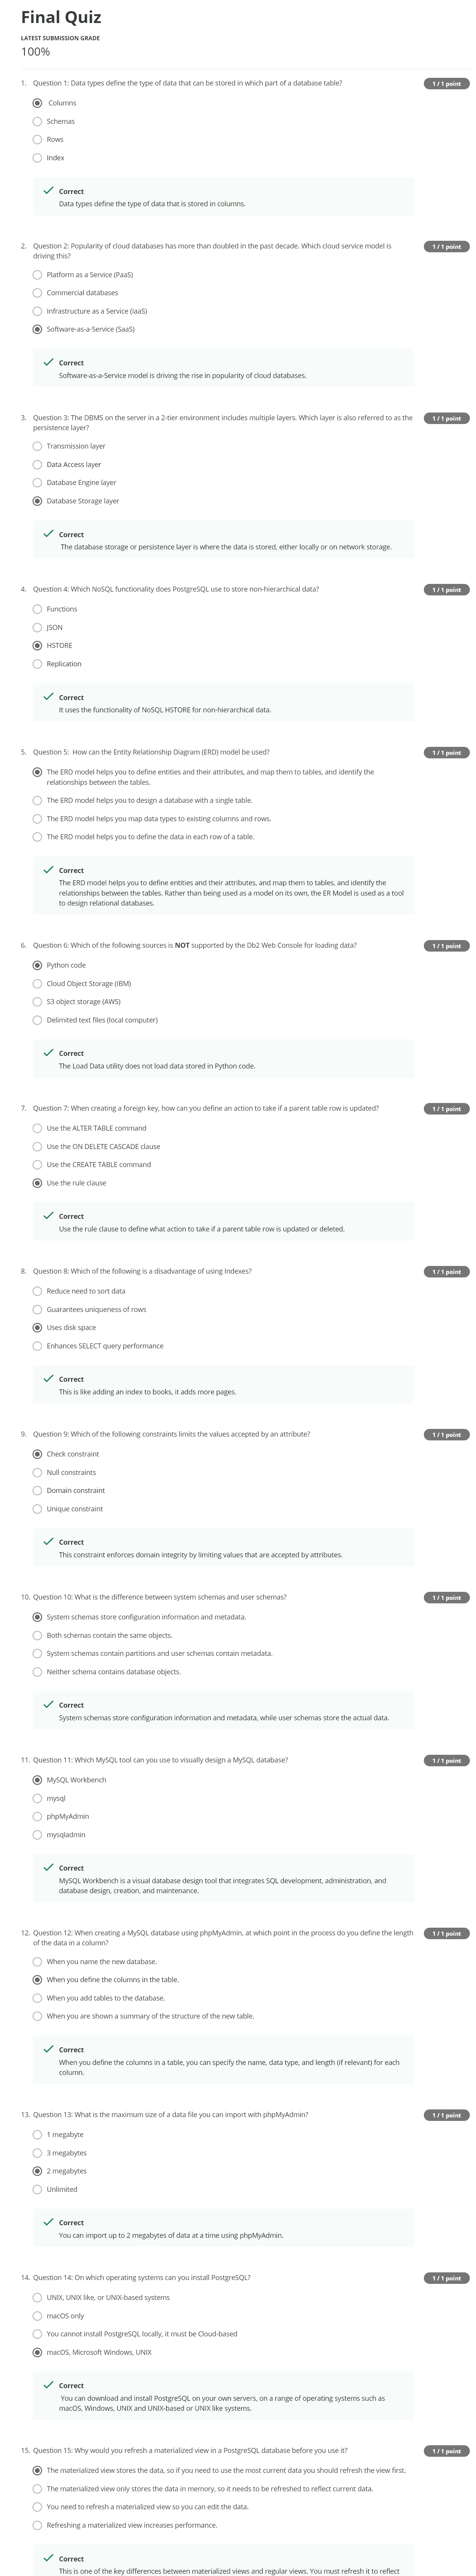 Final Quiz
LATEST SUBMISSION GRADE
100%
1. Question 1: Data types define the type of data that can be stored in which part of a database table?
1 / 1 point
Columns
Schemas
Rows
Index
Correct
Data types define the type of data that is stored in columns.
2. Question 2: Popularity of cloud databases has more than doubled in the past decade. Which cloud service model is
driving this?
1 / 1 point
Platform as a Service (PaaS)
Commercial databases
Infrastructure as a Service (IaaS)
Software-as-a-Service (SaaS)
Correct
Software-as-a-Service model is driving the rise in popularity of cloud databases.
3. Question 3: The DBMS on the server in a 2-tier environment includes multiple layers. Which layer is also referred to as the
persistence layer?
1 / 1 point
Transmission layer
Data Access layer
Database Engine layer
Database Storage layer
Correct
The database storage or persistence layer is where the data is stored, either locally or on network storage.
4. Question 4: Which NoSQL functionality does PostgreSQL use to store non-hierarchical data?
1 / 1 point
Functions
JSON
HSTORE
Replication
Correct
It uses the functionality of NoSQL HSTORE for non-hierarchical data.
5. Question 5: How can the Entity Relationship Diagram (ERD) model be used?
1 / 1 point
The ERD model helps you to define entities and their attributes, and map them to tables, and identify the
relationships between the tables.
The ERD model helps you to design a database with a single table.
The ERD model helps you map data types to existing columns and rows.
The ERD model helps you to define the data in each row of a table.
Correct
The ERD model helps you to define entities and their attributes, and map them to tables, and identify the
relationships between the tables. Rather than being used as a model on its own, the ER Model is used as a tool
to design relational databases.
6. Question 6: Which of the following sources is NOT supported by the Db2 Web Console for loading data?
1 / 1 point
Python code
Cloud Object Storage (IBM)
S3 object storage (AWS)
Delimited text files (local computer)
Correct
The Load Data utility does not load data stored in Python code.
7. Question 7: When creating a foreign key, how can you define an action to take if a parent table row is updated?
1 / 1 point
Use the ALTER TABLE command
Use the ON DELETE CASCADE clause
Use the CREATE TABLE command
Use the rule clause
Correct
Use the rule clause to define what action to take if a parent table row is updated or deleted.
8. Question 8: Which of the following is a disadvantage of using Indexes?
1 / 1 point
Reduce need to sort data
Guarantees uniqueness of rows
Uses disk space
Enhances SELECT query performance
Correct
This is like adding an index to books, it adds more pages.
9. Question 9: Which of the following constraints limits the values accepted by an attribute?
1 / 1 point
Check constraint
Null constraints
Domain constraint
Unique constraint
Correct
This constraint enforces domain integrity by limiting values that are accepted by attributes.
10. Question 10: What is the difference between system schemas and user schemas?
1 / 1 point
System schemas store configuration information and metadata.
Both schemas contain the same objects.
System schemas contain partitions and user schemas contain metadata.
Neither schema contains database objects.
Correct
System schemas store configuration information and metadata, while user schemas store the actual data.
11. Question 11: Which MySQL tool can you use to visually design a MySQL database?
1 / 1 point
MySQL Workbench
mysql
phpMyAdmin
mysqladmin
Correct
MySQL Workbench is a visual database design tool that integrates SQL development, administration, and
database design, creation, and maintenance.
12. Question 12: When creating a MySQL database using phpMyAdmin, at which point in the process do you define the length
of the data in a column?
1 / 1 point
When you name the new database.
When you define the columns in the table.
When you add tables to the database.
When you are shown a summary of the structure of the new table.
Correct
When you define the columns in a table, you can specify the name, data type, and length (if relevant) for each
column.
13. Question 13: What is the maximum size of a data file you can import with phpMyAdmin?
1 / 1 point
1 megabyte
3 megabytes
2 megabytes
Unlimited
Correct
You can import up to 2 megabytes of data at a time using phpMyAdmin.
14. Question 14: On which operating systems can you install PostgreSQL?
1 / 1 point
UNIX, UNIX like, or UNIX-based systems
macOS only
You cannot install PostgreSQL locally, it must be Cloud-based
macOS, Microsoft Windows, UNIX
Correct
You can download and install PostgreSQL on your own servers, on a range of operating systems such as
macOS, Windows, UNIX and UNIX-based or UNIX like systems.
15. Question 15: Why would you refresh a materialized view in a PostgreSQL database before you use it?
1 / 1 point
The materialized view stores the data, so if you need to use the most current data you should refresh the view first.
The materialized view only stores the data in memory, so it needs to be refreshed to reflect current data.
You need to refresh a materialized view so you can edit the data.
Refreshing a materialized view increases performance.
Correct
This is one of the key differences between materialized views and regular views. You must refresh it to reflect